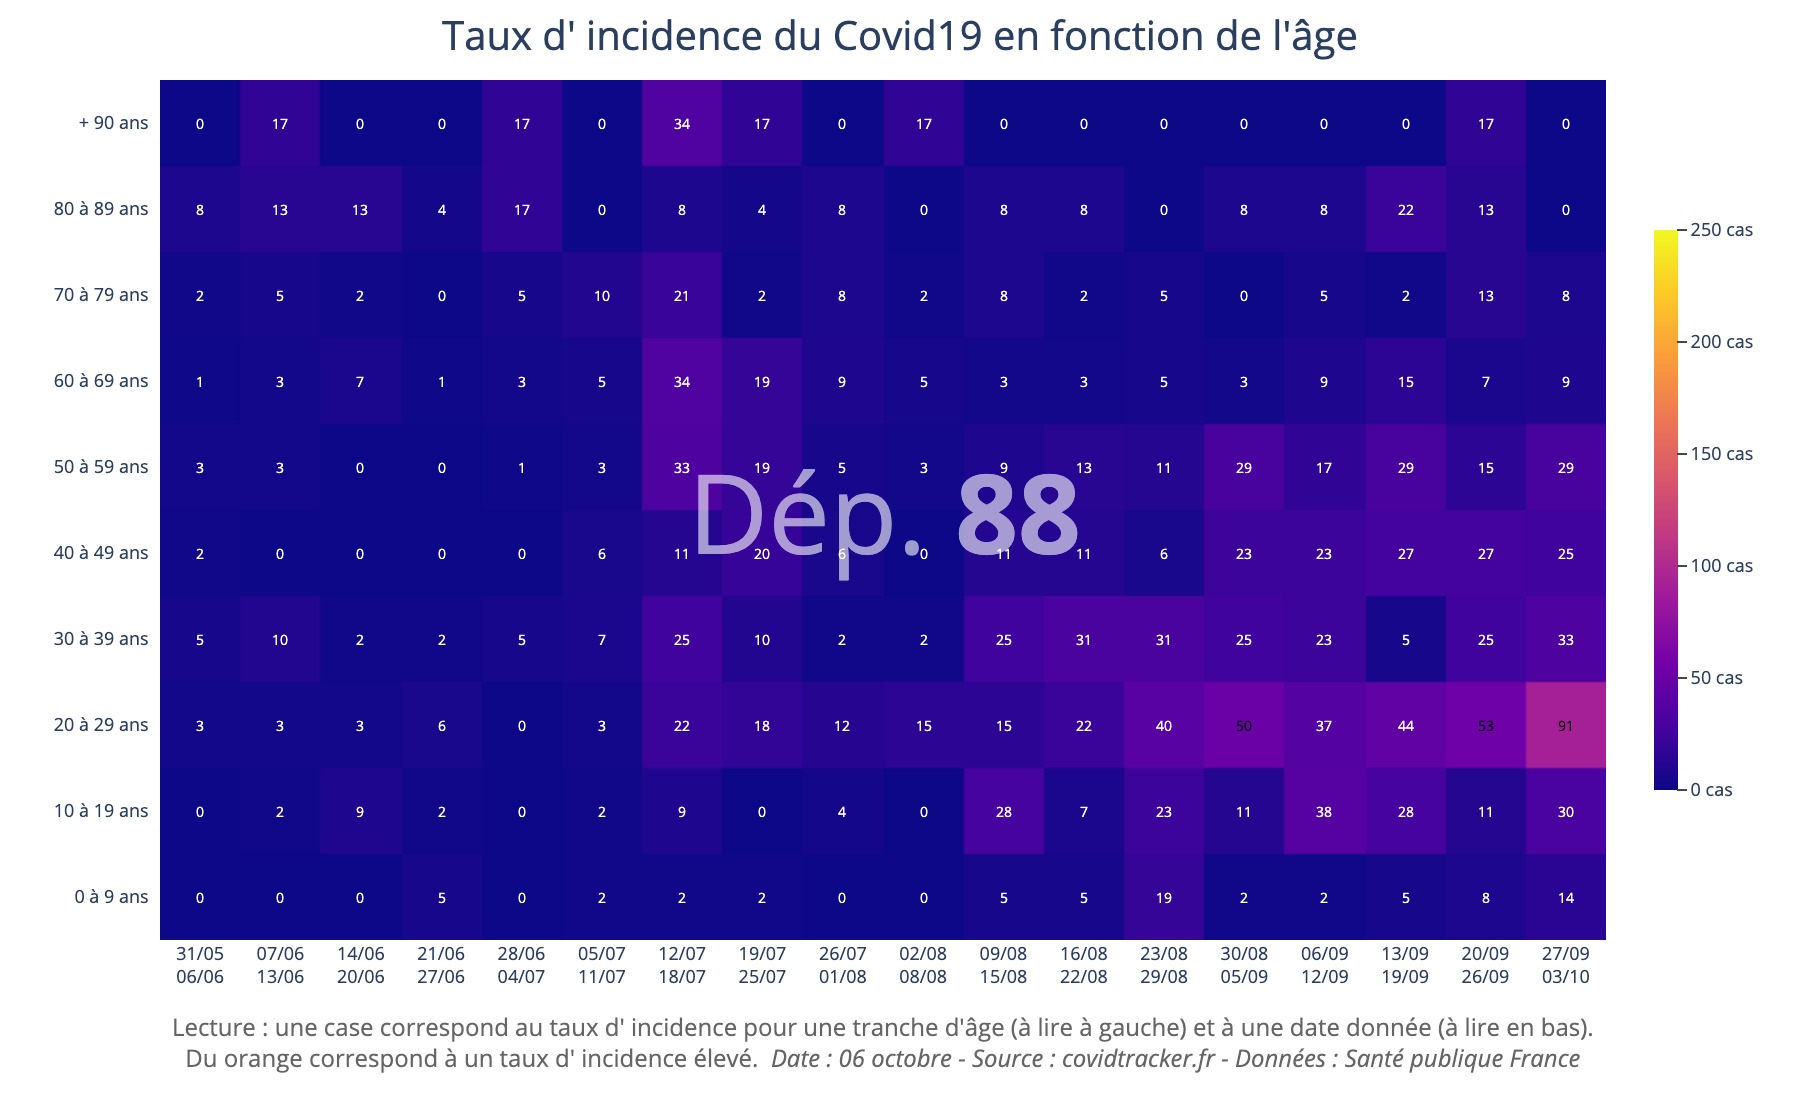 Taux d' incidence du Covid19 en fonction de l'âge
+ 90 ans 0 17 0 0 17 0 34 17 0 17 0 0 0 0 0 0 17 0
80 à 89 ans 8 13 13 4 17 0 8 4 8 0 8 8 0 8 8 22 13 0
250 cas
70 à 79 ans 2 5 2 0 5 10 21 2 8 2 8 2 5 0 5 2 13 8
200 cas
60 à 69 ans 1 3 7 1 3 5 34 19 9 5 3 3 5 3 9 15 7 9
150 cas
50 à 59 ans 3 3 0 0 1 3 33 19 5 3 9 13 11 29 17 29 15 29
Dép. 88
40 à 49 ans 2 0 0 0 0 6 11 20 6 0 11 11 6 23 23 27 27 25
100 cas
30 à 39 ans 5 10 2 2 5 7 25 10 2 2 25 31 31 25 23 5 25 33
50 cas
20 à 29 ans 3 3 3 6 0 3 22 18 12 15 15 22 40 50 37 44 53 91
0 cas
10 à 19 ans 0 2 9 2 0 2 9 0 4 0 28 7 23 11 38 28 11 30
0 à 9 ans 0 0 0 5 0 2 2 2 0 0 5 5 19 2 2 5 8 14
31/05 07/06 14/06 21/06 28/06 05/07 12/07 19/07 26/07 02/08 09/08 16/08 23/08 30/08 06/09 13/09 20/09 27/09
06/06 13/06 20/06 27/06 04/07 11/07 18/07 25/07 01/08 08/08 15/08 22/08 29/08 05/09 12/09 19/09 26/09 03/10
Lecture : une case correspond au taux d' incidence pour une tranche d'âge (à lire à gauche) et à une date donnée (à lire en bas).
Du orange correspond à un taux d' incidence élevé. Date : 06 octobre - Source : covidtracker.fr - Données : Santé publique France